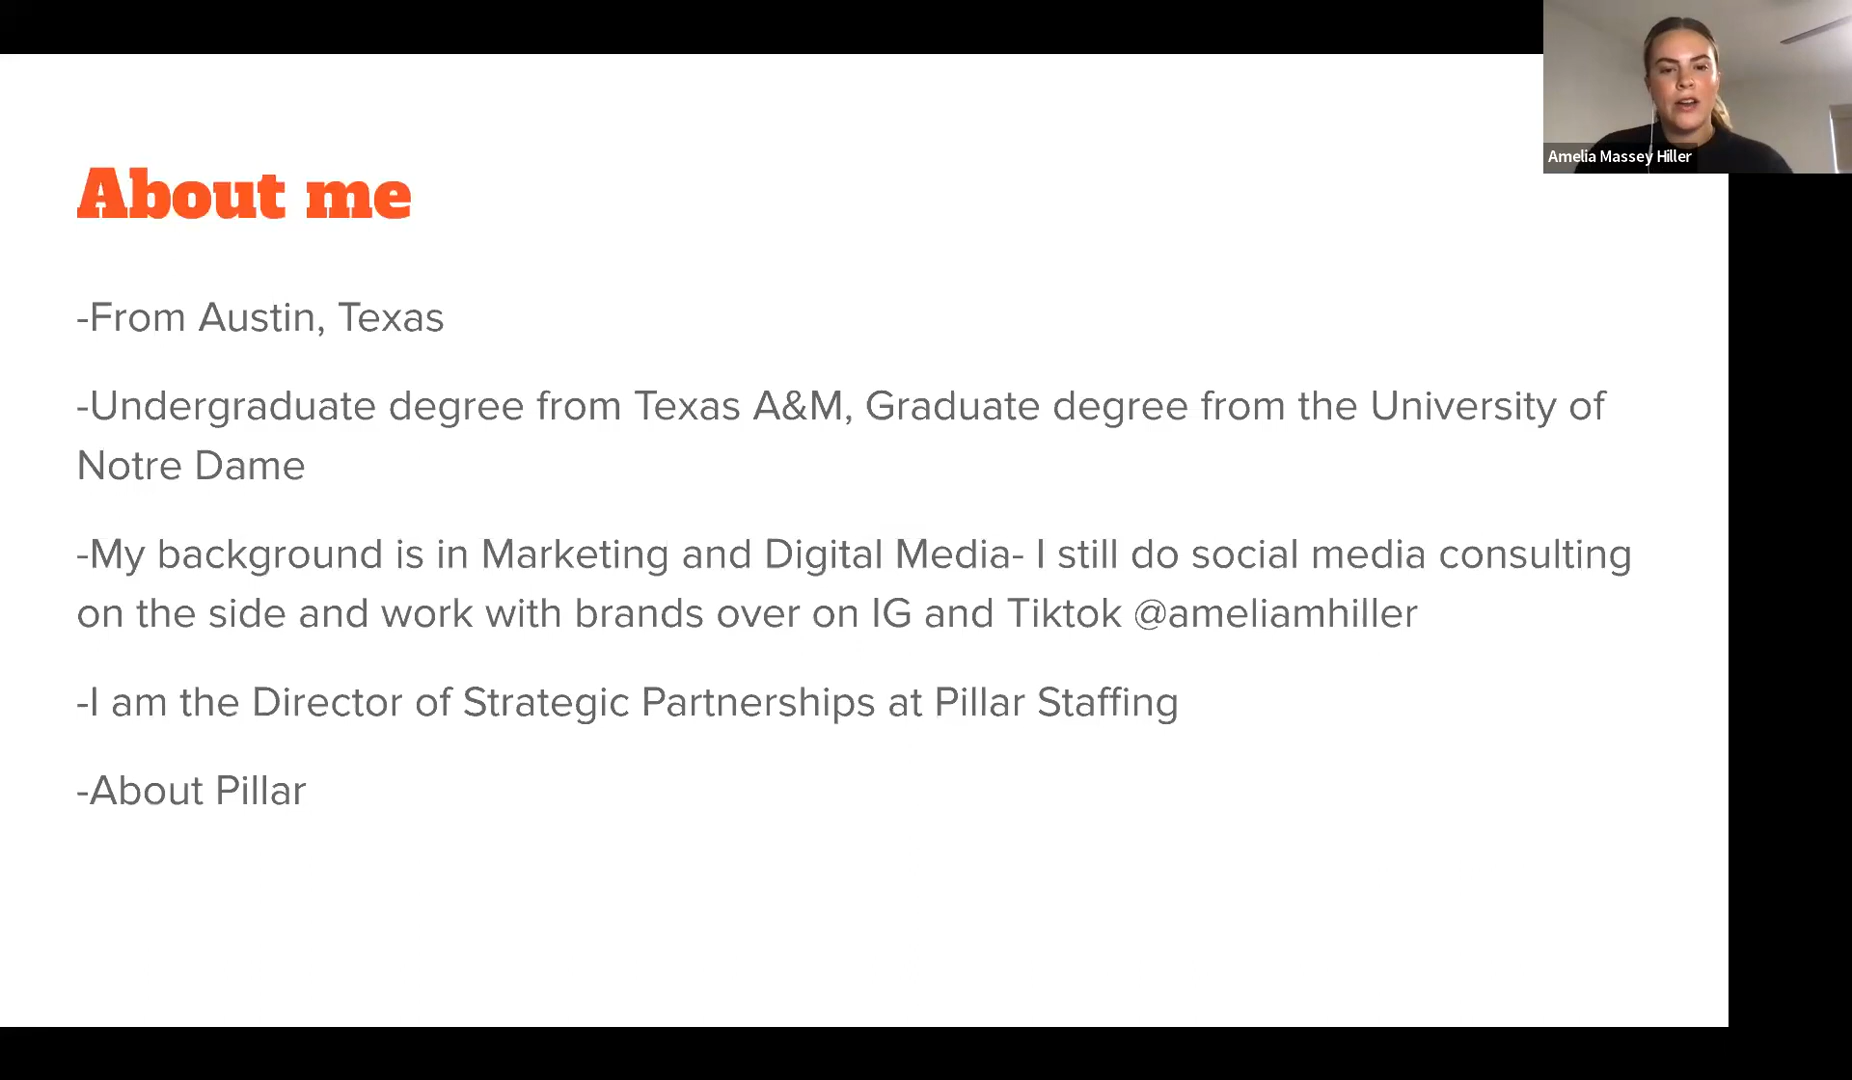 Amelia Massey Hiller
About me
-From Austin, Texas
-Undergraduate degree from Texas A&M, Graduate degree from the University of
Notre Dame
-My background is in Marketing and Digital Media- I still do social media consulting
on the side and work with brands over on IG and Tiktok @ameliamhiller
-I am the Director of Strategic Partnerships at Pillar Staffing
-About Pillar